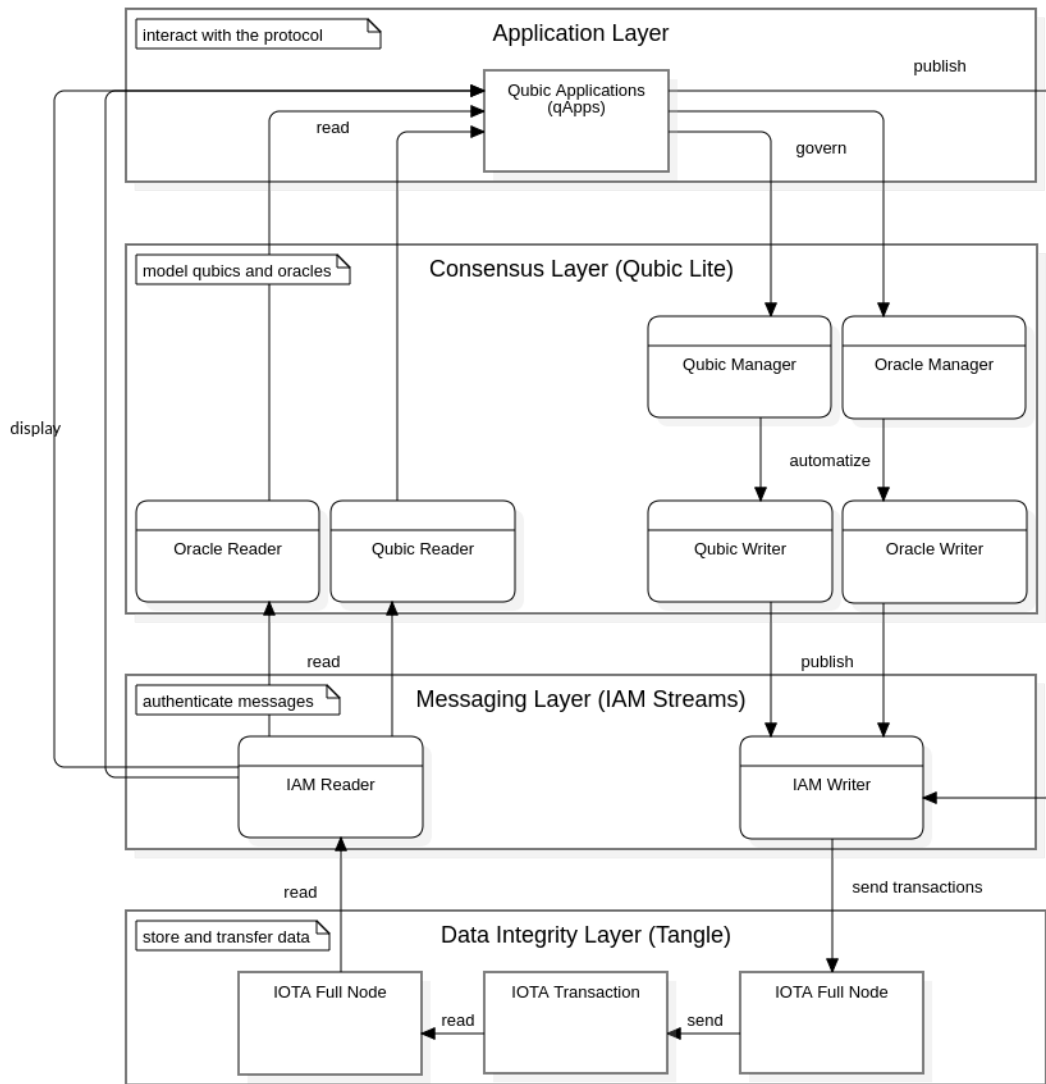 interact with the protocol
Application Layer
publish
Qubic Applications
(qApps)
read
govern
model qubics and oracles
Consensus Layer (Qubic Lite)
Qubic Manager
Oracle Manager
display
automatize
Oracle Reader
Qubic Reader
Qubic Writer
Oracle Writer
read
publish
authenticate messages
Messaging Layer (IAM Streams)
IAM Reader
IAM Writer
read
send transactions
store and transfer data
Data Integrity Layer (Tangle)
IOTA Full Node
IOTA Transaction
IOTA Full Node
read
send